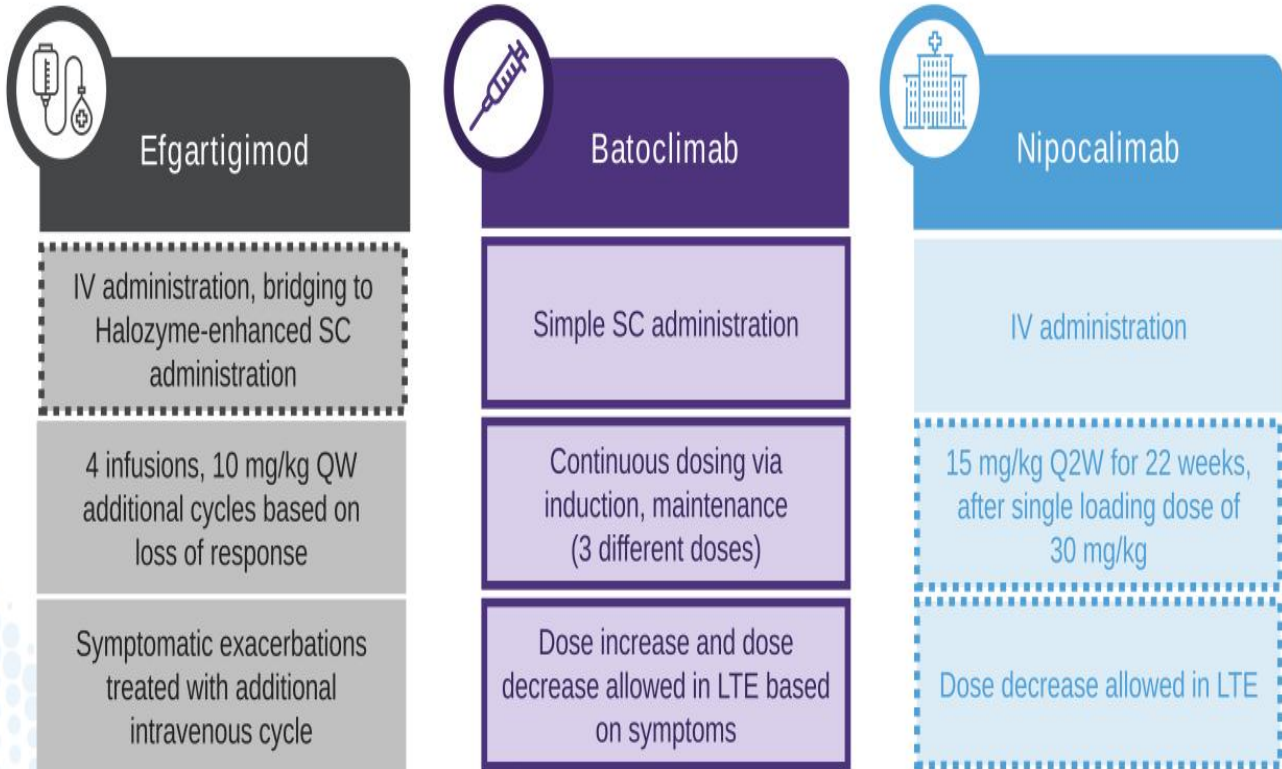 Efgartigimod
IV administration, bridging to
Halozyme-enhanced SC
administration
4 infusions, 10 mg/kg QW
additional cycles based on
loss of response
Symptomatic exacerbations
treated with additional
intravenous cycle
Batoclimab
Simple SC administration
Continuous dosing via
induction, maintenance
(3 different doses)
Dose increase and dose
decrease allowed in LTE based
on symptoms
Nipocalimab
IV administration
15 mg/kg Q2W for 22 weeks,
after single loading dose of
30 mg/kg
Dose decrease allowed in LTE